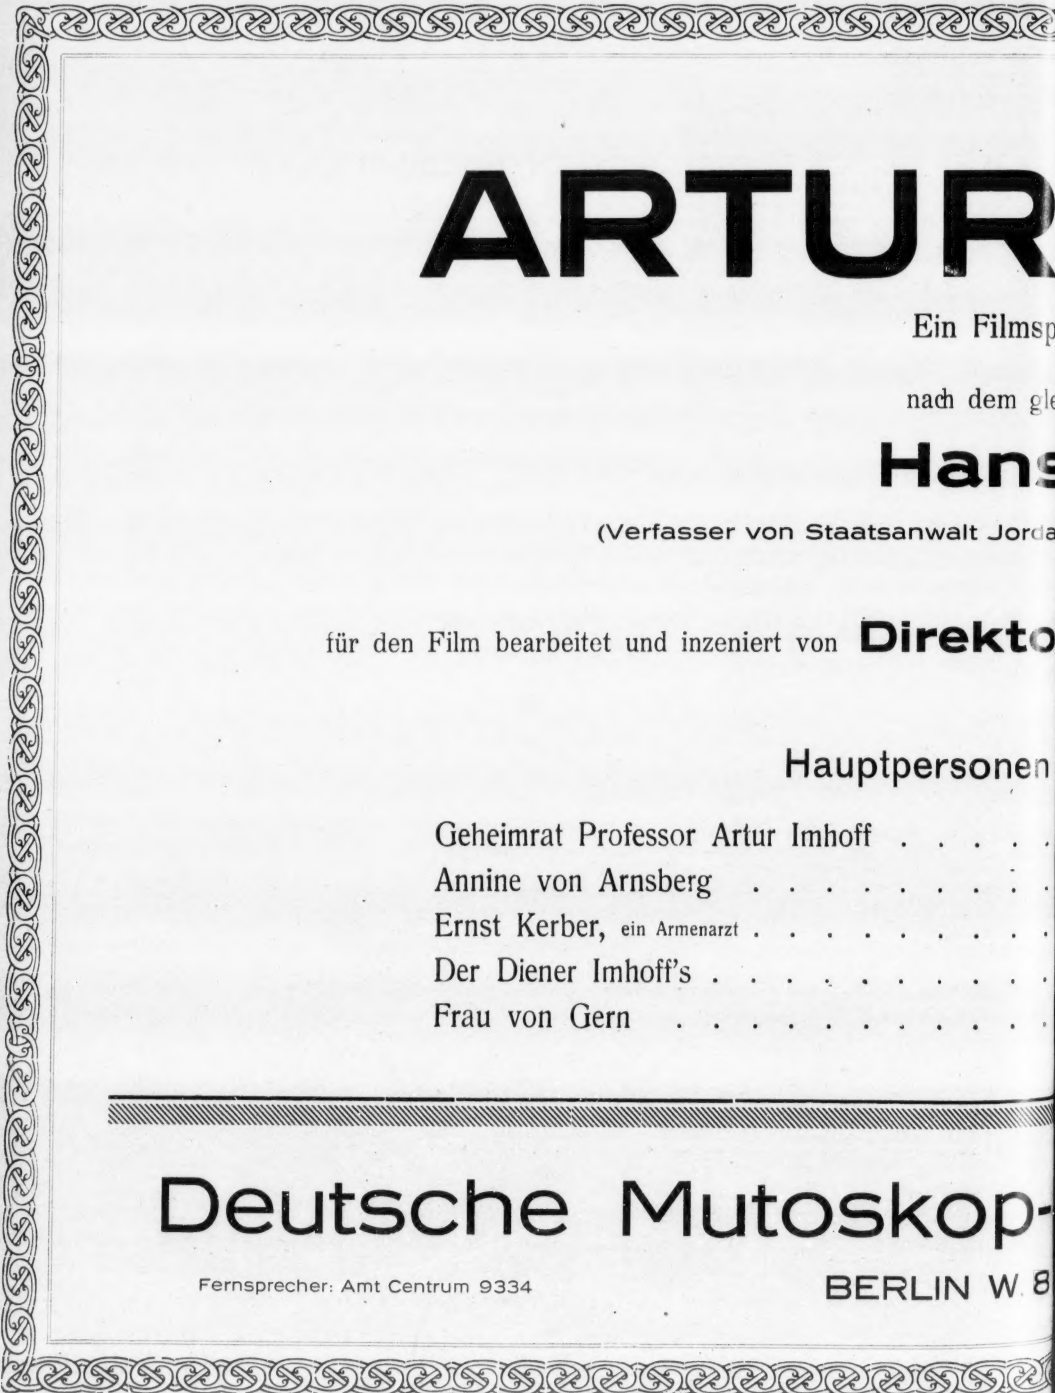 ARTUR
Ein Filmsp
nach dem gle
Hans
(Verfasser von Staatsanwalt Jorda
für den Film bearbeitet und inzeniert von Direkto
Hauptpersonen
Geheimrat Professor Artur Imhoff . . . . .
Annine von Arnsberg . . . . . . . . .
Ernst Kerber, ein Armenarzt . . . . . . . . .
Der Diener Imhoff's . . . . . . . . . .
Frau von Gern . . . . . . . . . . .
Deutsche Mutoskop-
Fernsprecher: Amt Centrum 9334
BERLIN W. 8